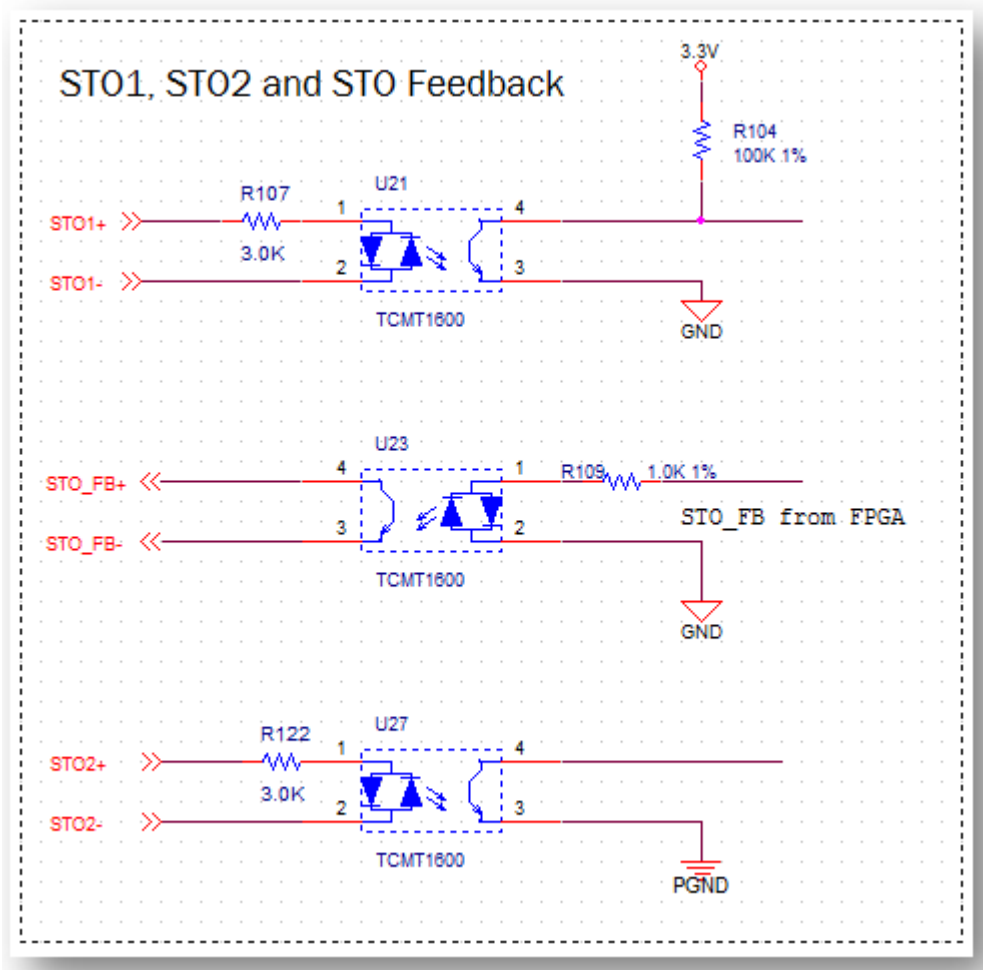 STO1, STO2 and STO Feedback
3.3V
R104
100K 1%
U21
R107
1
4
STO1+
3.0K
2
3
STO1-
TCMT1600
GND
U23
4
1
R109
1.0K 1%
STO_FB+
STO_FB from FPGA
3
2
STO_FB-
TCMT1600
GND
U27
R122
1
4
STO2+
3.0K
2
3
STO2-
TCMT1600
PGND